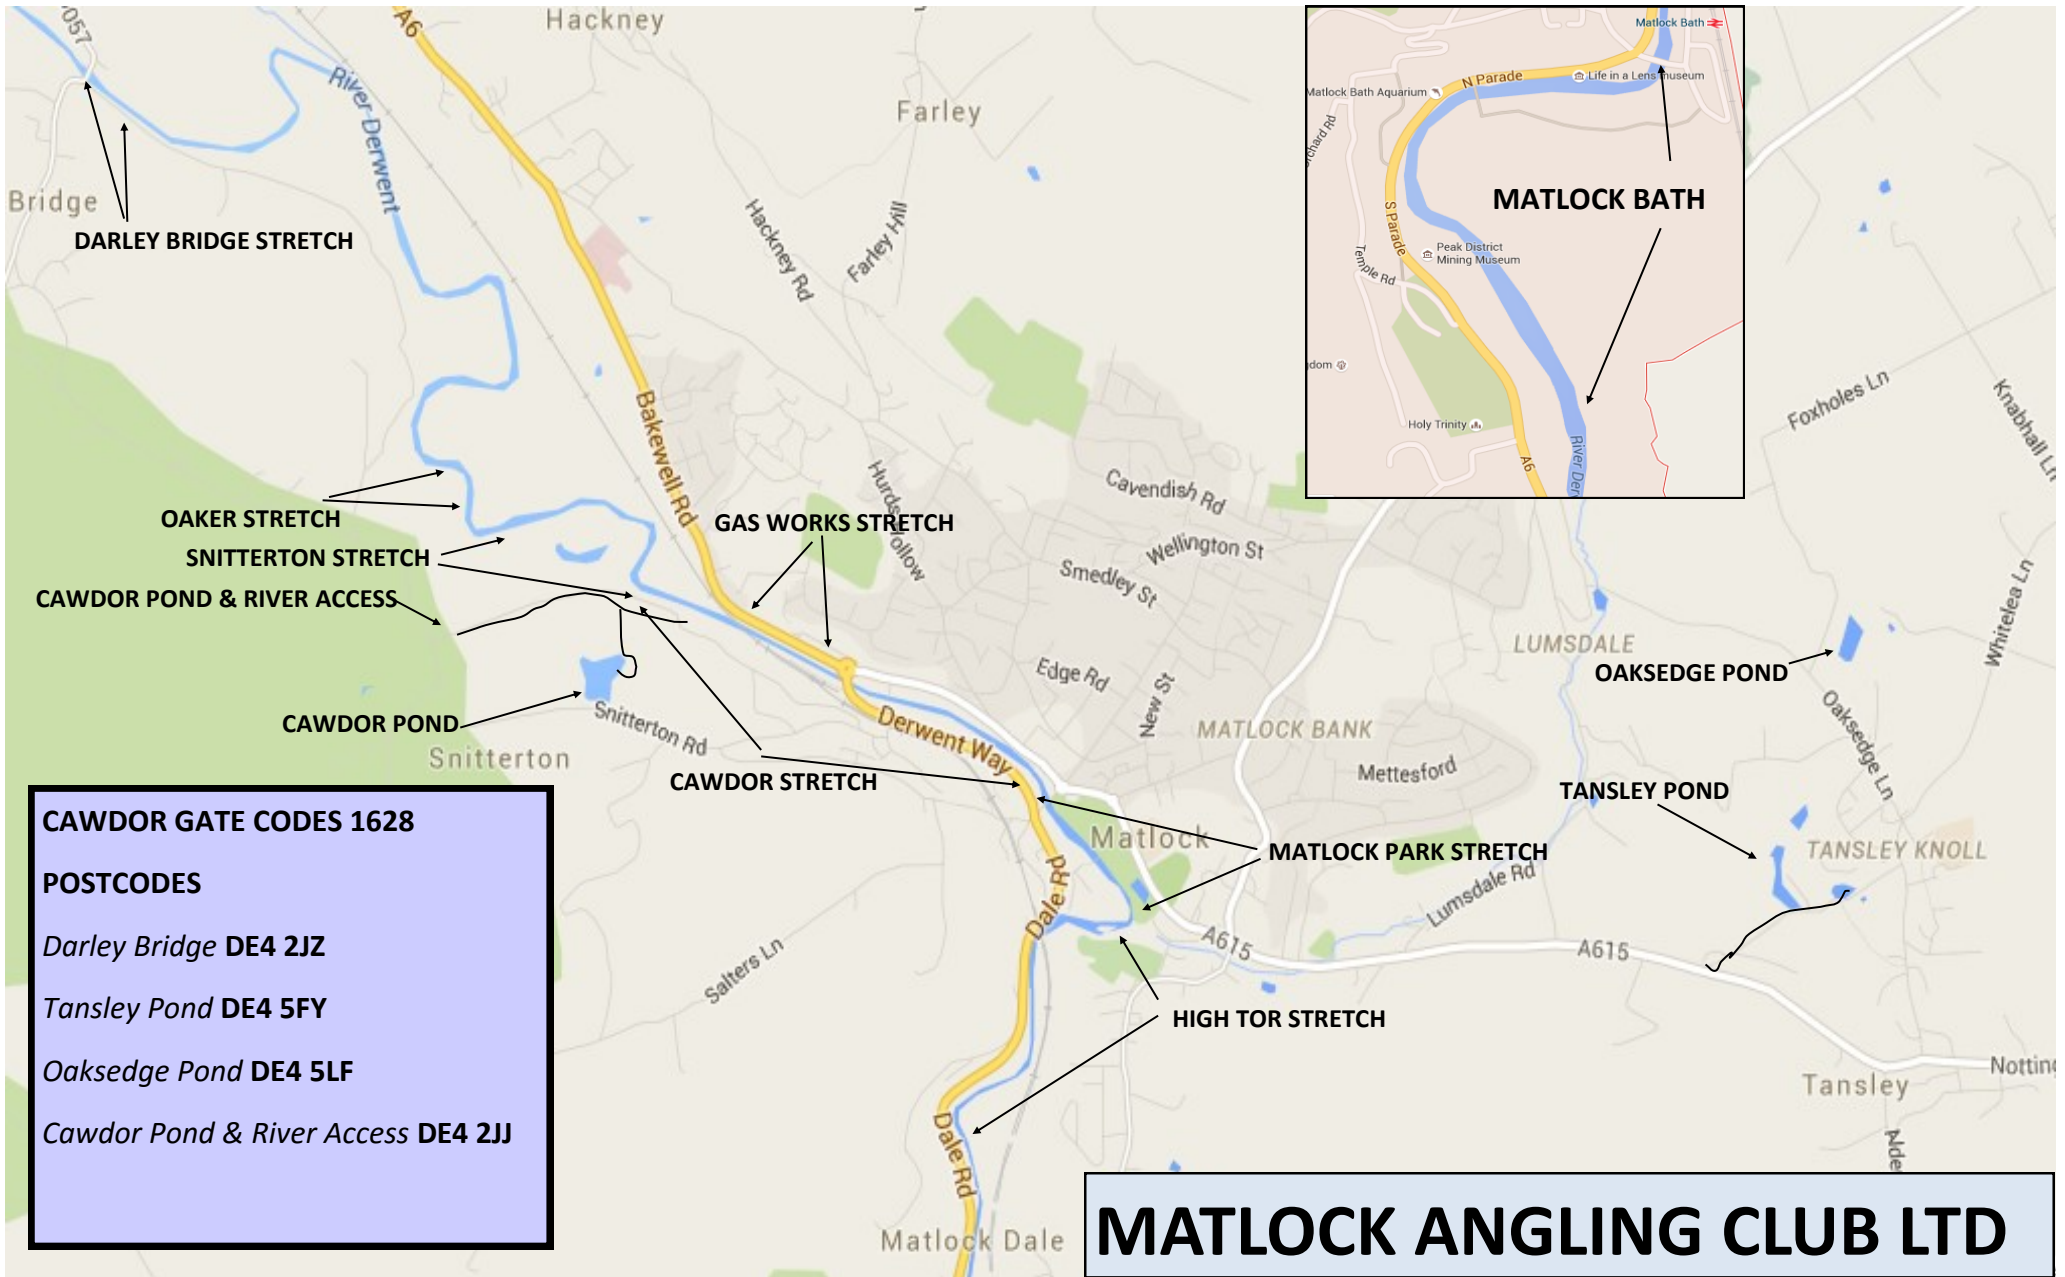 Hackney
A6
River Derwent
Farley
Bridge
DARLEY BRIDGE STRETCH
Hackney Rd
Farley Hill
Matlock Bath
N Parade
Life in a Lens museum
Matlock Bath Aquarium
MATLOCK BATH
S Parade
Peak District
Mining Museum
Temple Rd
Holy Trinity
A6
River Der
Foxholes Ln
Knabhall Ln
Bakewell Rd
Cavendish Rd
OAKER STRETCH
GAS WORKS STRETCH
SNITTERTON STRETCH
Wellington St
Smedley St
CAWDOR POND & RIVER ACCESS
Whitelea Ln
LUMSDALE
OAKSEDGE POND
Edge Rd
New St
CAWDOR POND
Snitterton Rd
Derwent Way
MATLOCK BANK
Oaksedge Ln
Snitterton
CAWDOR STRETCH
Mettesford
TANSLEY POND
Matlock
MATLOCK PARK STRETCH
TANSLEY KNOLL
Dale Rd
Lumsdale Rd
A615
A615
Salters Ln
HIGH TOR STRETCH
Tansley
Dale Rd
Matlock Dale
CAWDOR GATE CODES 1628
POSTCODES
Darley Bridge DE4 2JZ
Tansley Pond DE4 5FY
Oaksedge Pond DE4 5LF
Cawdor Pond & River Access DE4 2JJ
MATLOCK ANGLING CLUB LTD